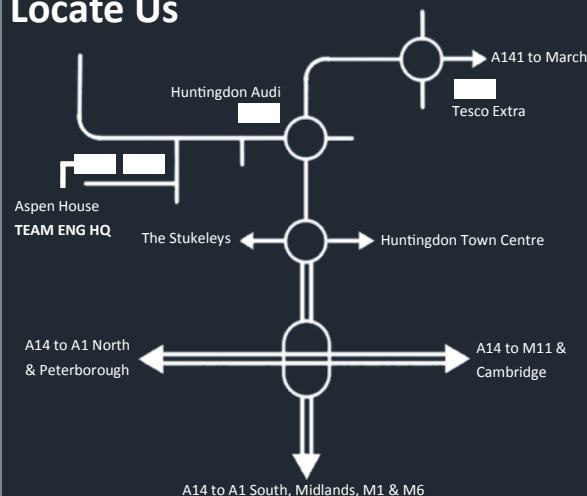 Locate Us
A141 to March
Huntingdon Audi
Tesco Extra
Aspen House
TEAM ENG HQ
The Stukeleys
Huntingdon Town Centre
A14 to A1 North
& Peterborough
A14 to M11 &
Cambridge
A14 to A1 South, Midlands, M1 & M6